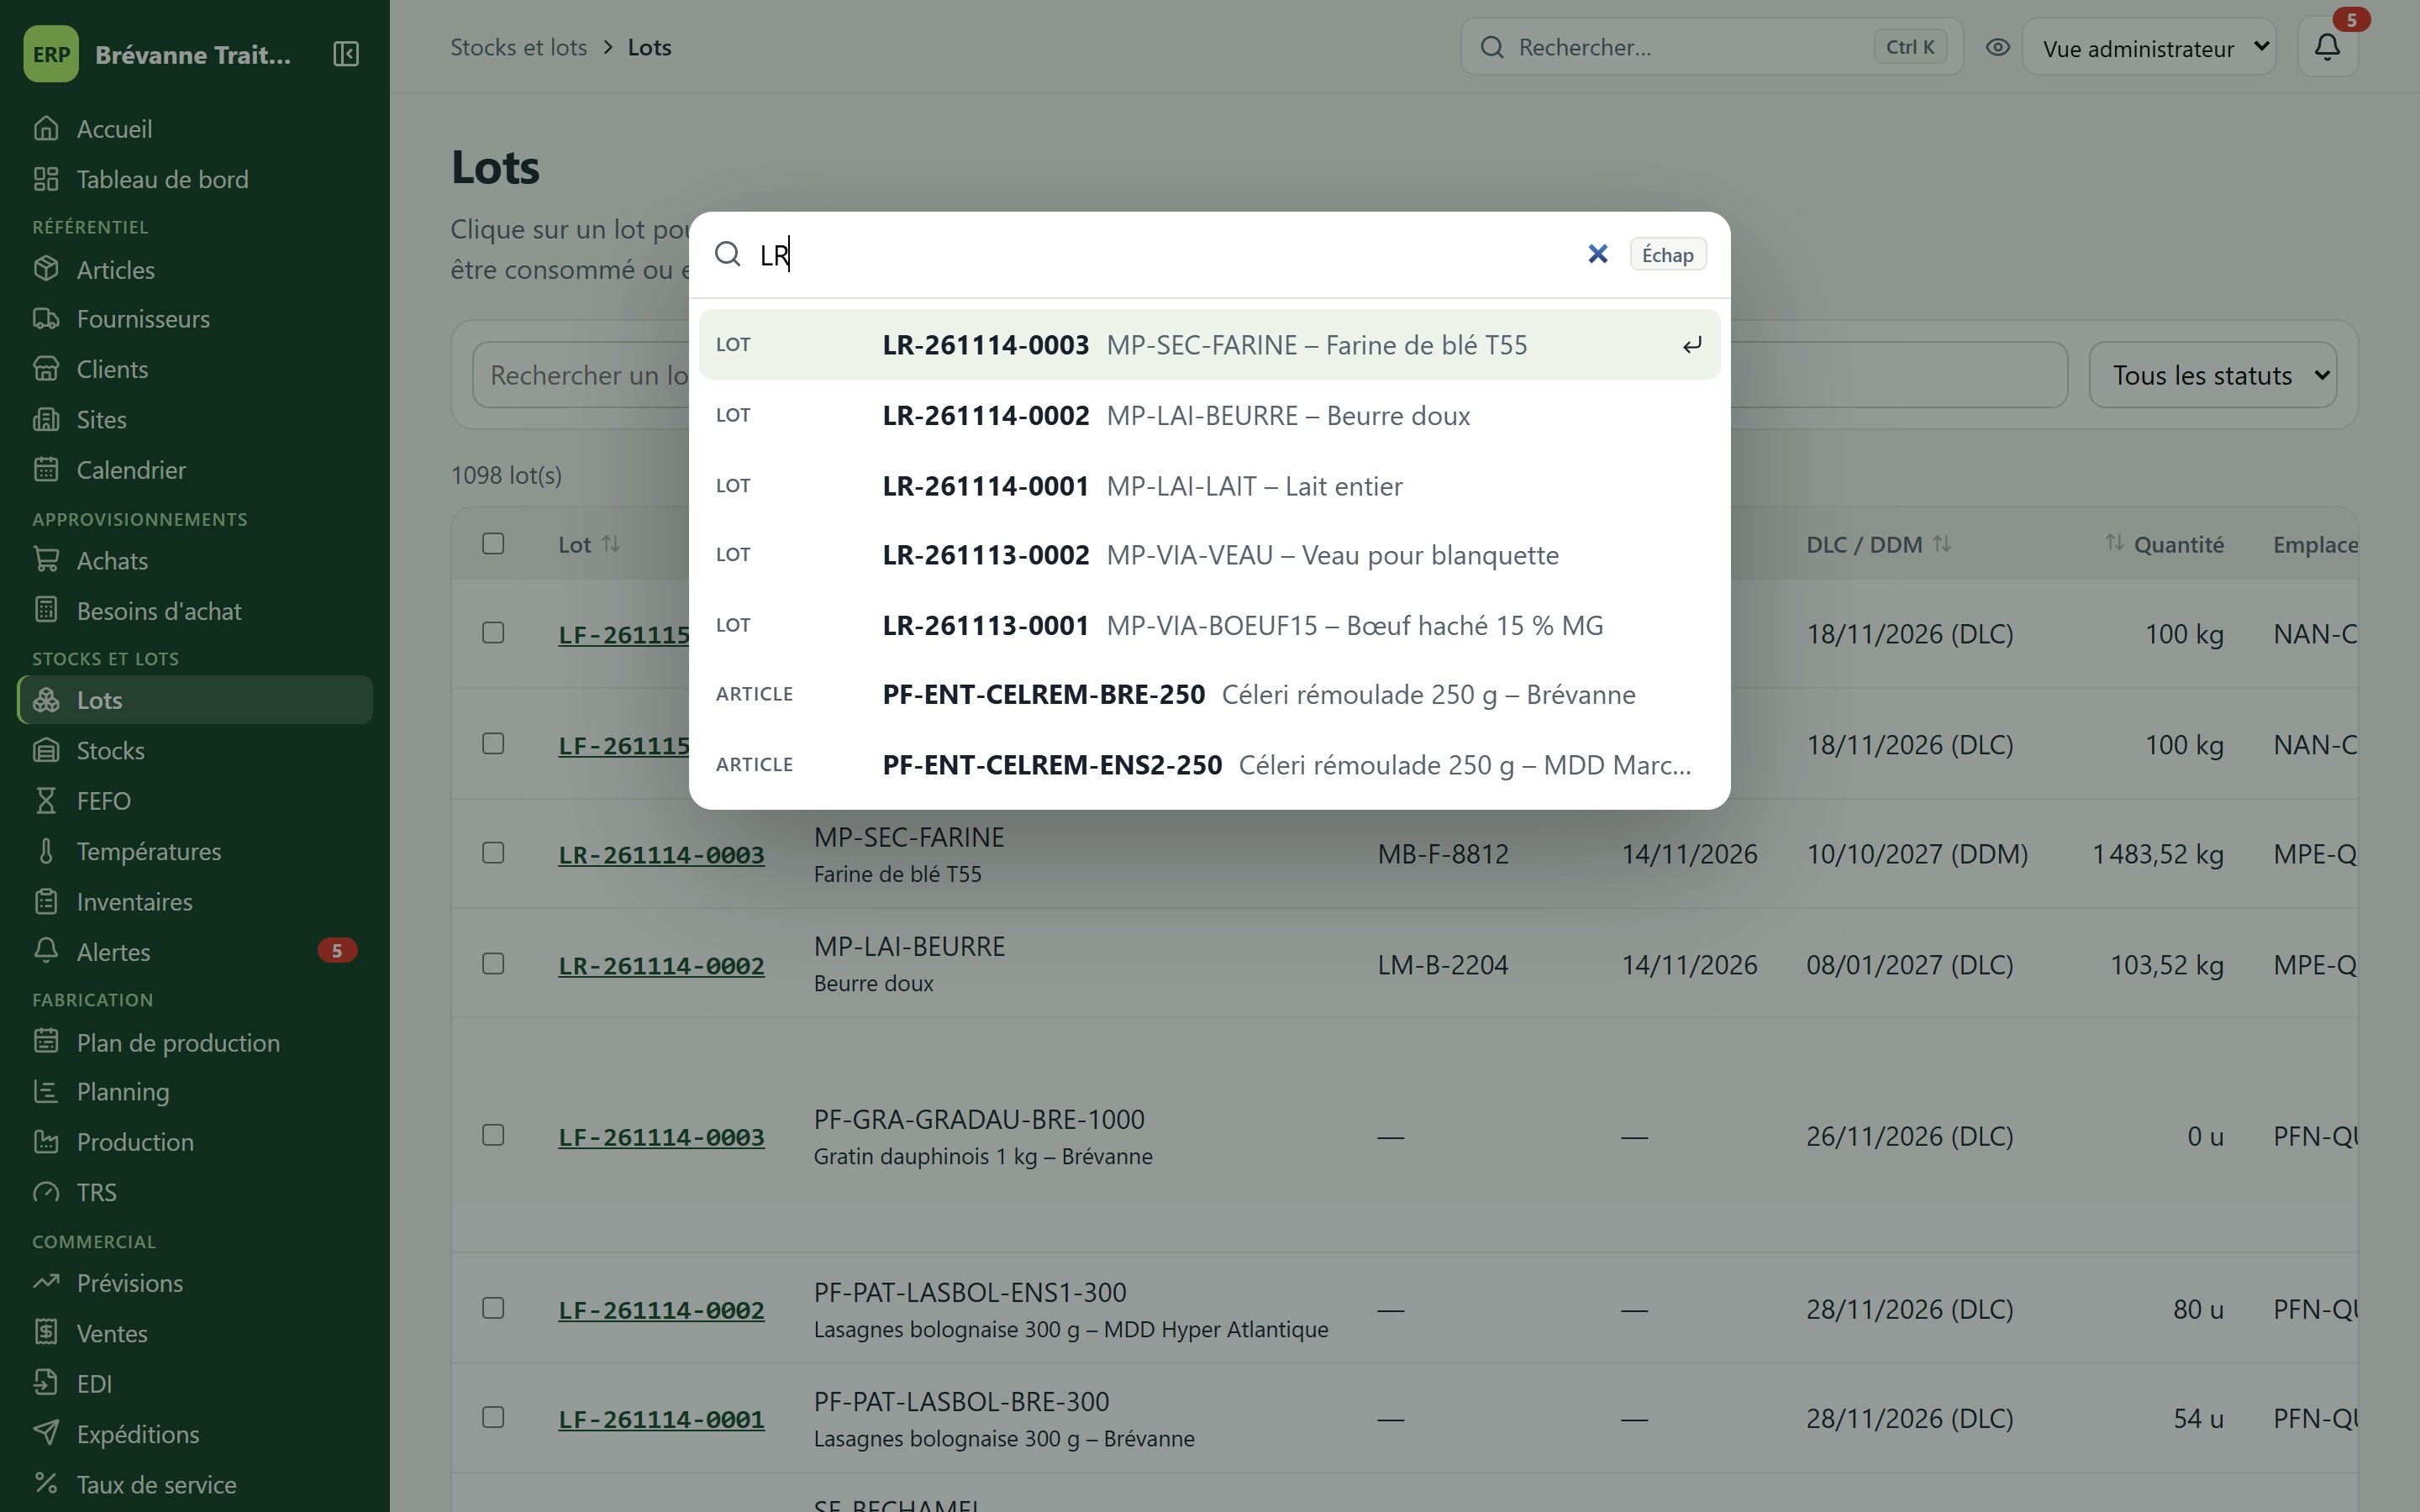 ERP Brévanne Trait...
Accueil
Tableau de bord
RÉFÉRENTIEL
Articles
Fournisseurs
Clients
Sites
Calendrier
APPROVISIONNEMENTS
Achats
Besoins d'achat
STOCKS ET LOTS
Lots
Stocks
FEFO
Températures
Inventaires
Alertes 5
FABRICATION
Plan de production
Planning
Production
TRS
COMMERCIAL
Prévisions
Ventes
EDI
Expéditions
Taux de service
Stocks et lots > Lots
Rechercher... Ctrl K
Vue administrateur
5
Lots
Clique sur un lot pou
être consommé ou e
Rechercher un lo
Tous les statuts
1098 lot(s)
LR
Échap
LOT LR-261114-0003 MP-SEC-FARINE – Farine de blé T55
LOT LR-261114-0002 MP-LAI-BEURRE – Beurre doux
LOT LR-261114-0001 MP-LAI-LAIT – Lait entier
LOT LR-261113-0002 MP-VIA-VEAU – Veau pour blanquette
LOT LR-261113-0001 MP-VIA-BOEUF15 – Bœuf haché 15 % MG
ARTICLE PF-ENT-CELREM-BRE-250 Céleri rémoulade 250 g – Brévanne
ARTICLE PF-ENT-CELREM-ENS2-250 Céleri rémoulade 250 g – MDD Marc...
Lot DLC / DDM Quantité Emplace
LF-261115 18/11/2026 (DLC) 100 kg NAN-C
LF-261115 18/11/2026 (DLC) 100 kg NAN-C
LR-261114-0003 MP-SEC-FARINE MB-F-8812 14/11/2026 10/10/2027 (DDM) 1 483,52 kg MPE-Q
Farine de blé T55
LR-261114-0002 MP-LAI-BEURRE LM-B-2204 14/11/2026 08/01/2027 (DLC) 103,52 kg MPE-Q
Beurre doux
LF-261114-0003 PF-GRA-GRADAU-BRE-1000 — — 26/11/2026 (DLC) 0 u PFN-QU
Gratin dauphinois 1 kg – Brévanne
LF-261114-0002 PF-PAT-LASBOL-ENS1-300 — — 28/11/2026 (DLC) 80 u PFN-QU
Lasagnes bolognaise 300 g – MDD Hyper Atlantique
LF-261114-0001 PF-PAT-LASBOL-BRE-300 — — 28/11/2026 (DLC) 54 u PFN-QU
Lasagnes bolognaise 300 g – Brévanne
SE-BECHAMEL